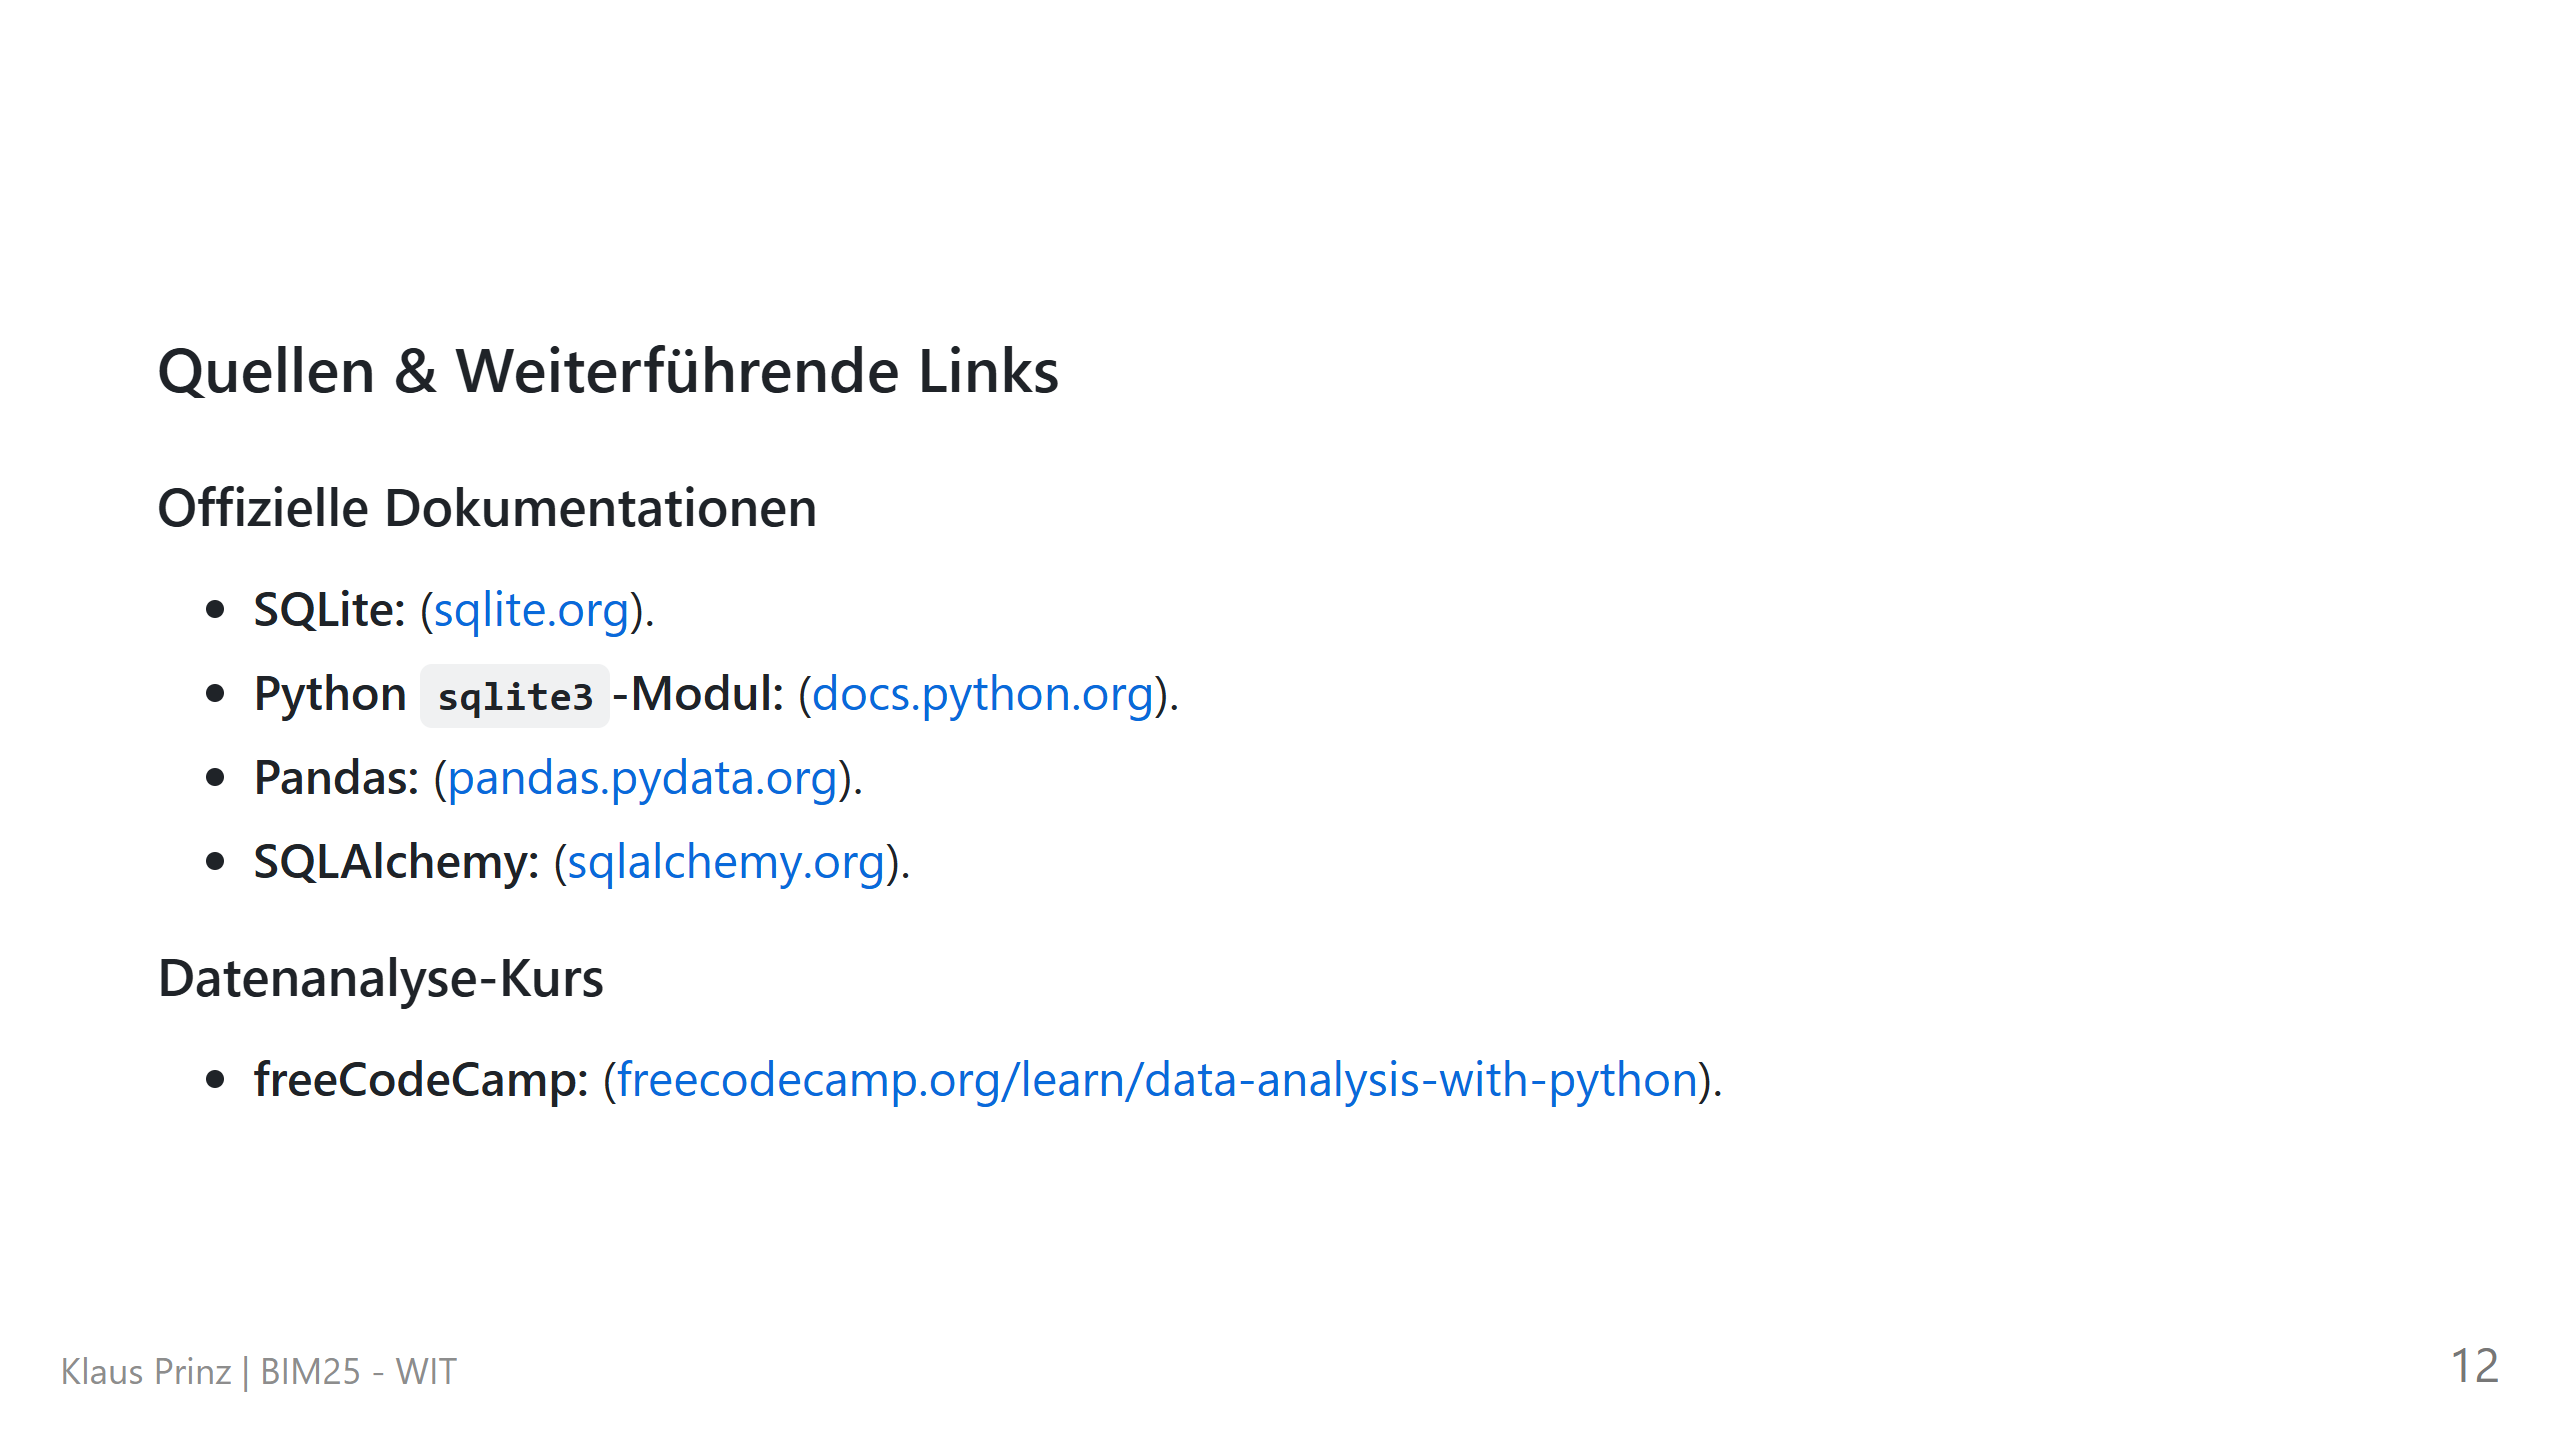 Quellen & Weiterführende Links
Offizielle Dokumentationen
• SQLite: (sqlite.org).
• Python sqlite3 -Modul: (docs.python.org).
• Pandas: (pandas.pydata.org).
• SQLAlchemy: (sqlalchemy.org).
Datenanalyse-Kurs
• freeCodeCamp: (freecodecamp.org/learn/data-analysis-with-python).
Klaus Prinz | BIM25 - WIT
12